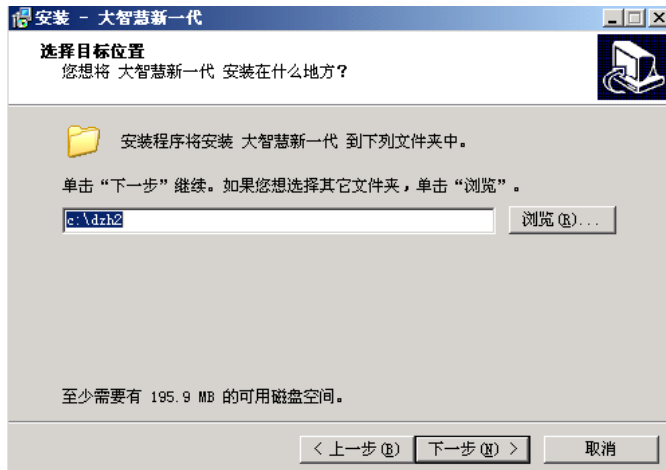 安装 - 大智慧新一代
选择目标位置
您想将 大智慧新一代 安装在什么地方？
安装程序将安装 大智慧新一代 到下列文件夹中。
单击“下一步”继续。如果您想选择其它文件夹，单击“浏览”。
c:\dzh2
浏览(R)...
至少需要有 195.9 MB 的可用磁盘空间。
< 上一步(B) 下一步(N) > 取消